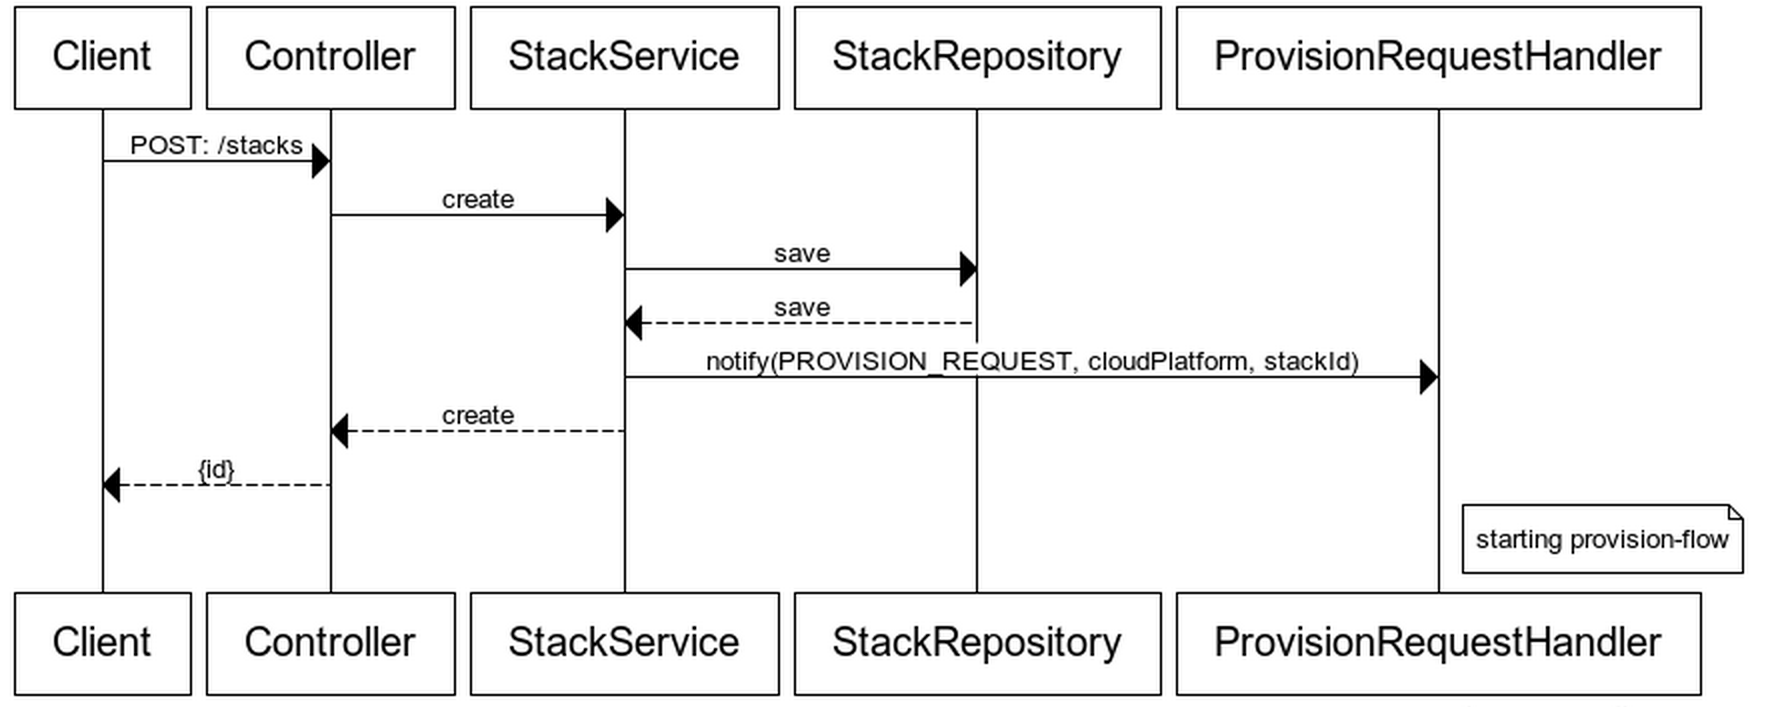 Client
Controller
StackService
StackRepository
ProvisionRequestHandler
POST: /stacks
create
save
save
notify(PROVISION_REQUEST, cloudPlatform, stackId)
create
{id}
starting provision-flow
Client
Controller
StackService
StackRepository
ProvisionRequestHandler